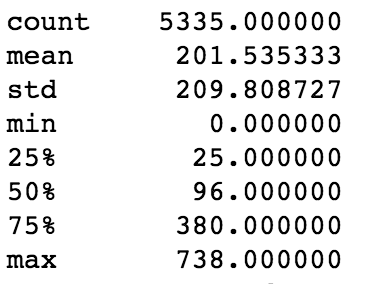 count 5335.000000
mean 201.535333
std 209.808727
min 0.000000
25% 25.000000
50% 96.000000
75% 380.000000
max 738.000000